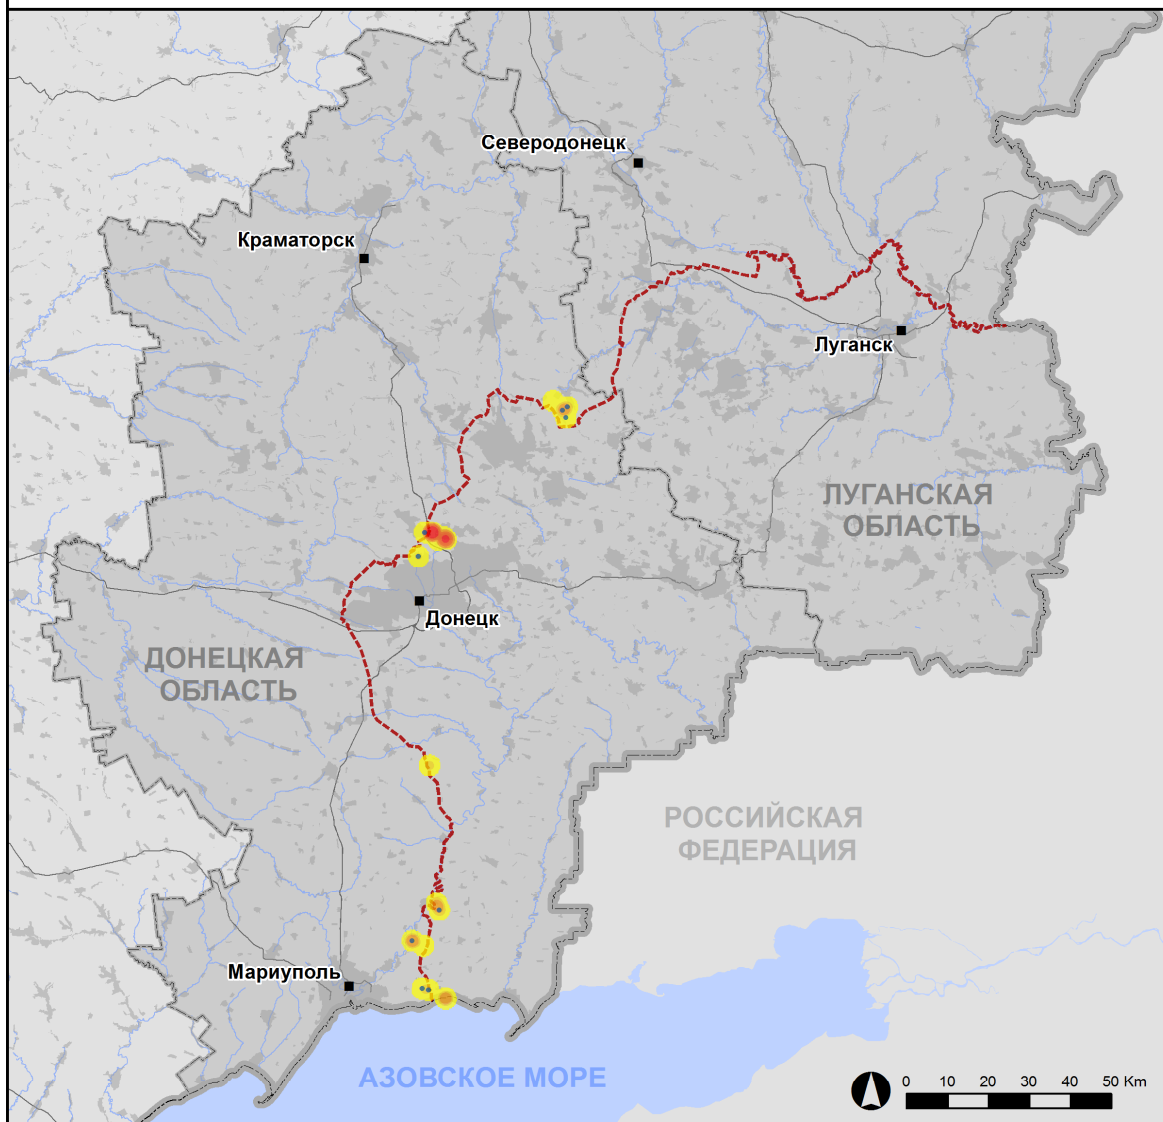 Северодонецк
Краматорск
Луганск
ЛУГАНСКАЯ
ОБЛАСТЬ
Донецк
ДОНЕЦКАЯ
ОБЛАСТЬ
РОССИЙСКАЯ
ФЕДЕРАЦИЯ
Мариуполь
АЗОВСКОЕ МОРЕ
0 10 20 30 40 50 Km